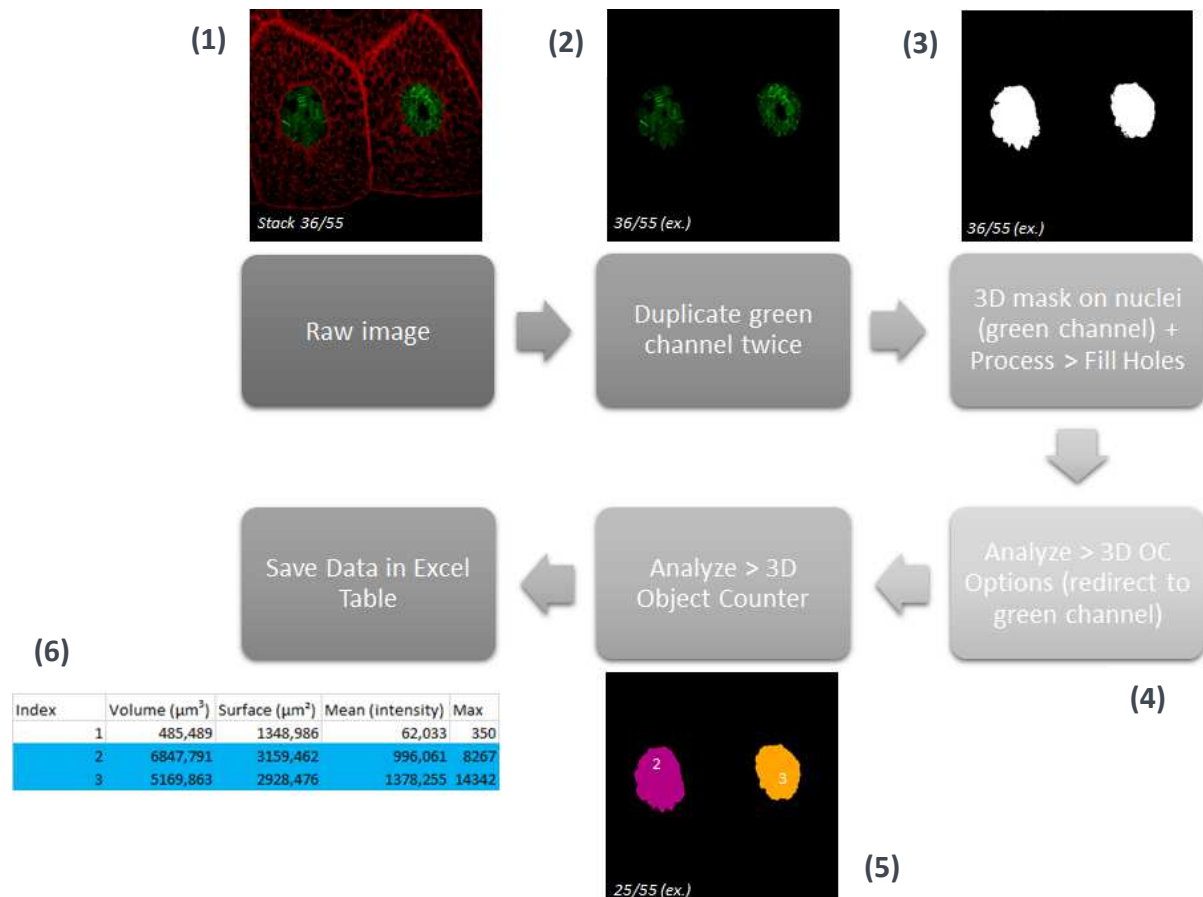 (1)
(2)
(3)
Stack 36/55
36/55 (ex.)
36/55 (ex.)
Raw image
Duplicate green
channel twice
3D mask on nuclei
(green channel) +
Process > Fill Holes
Save Data in Excel
Table
Analyze > 3D
Object Counter
Analyze > 3D OC
Options (redirect to
green channel)
(6)
(4)
Index Volume (µm³) Surface (µm²) Mean (intensity) Max
1 485,489 1348,986 62,033 350
2 6847,791 3159,462 996,061 8267
3 5169,863 2928,476 1378,255 14342
2
3
25/55 (ex.)
(5)